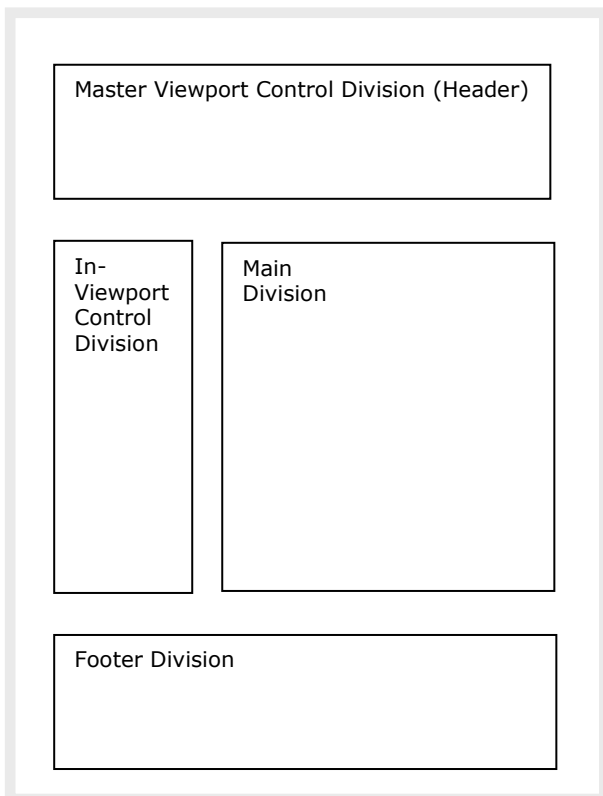 Master Viewport Control Division (Header)
In-
Viewport
Control
Division
Main
Division
Footer Division